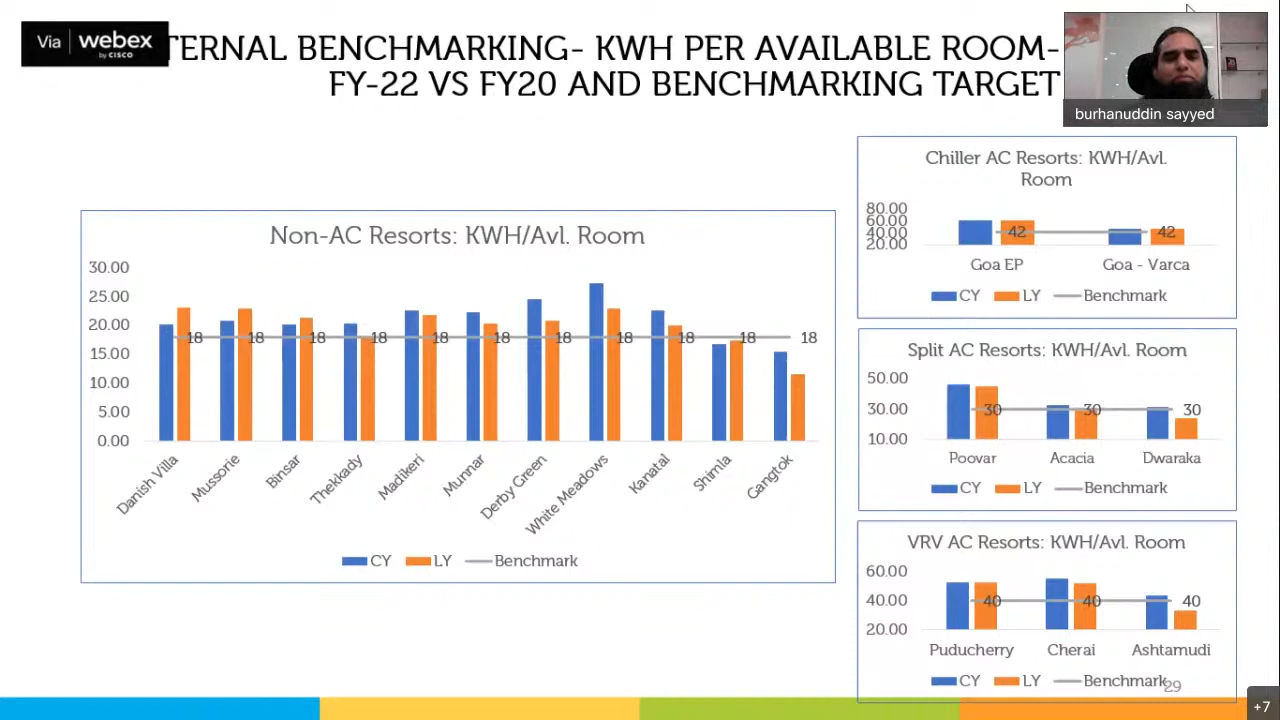 Via webex
by CISCO
TERNAL BENCHMARKING- KWH PER AVAILABLE ROOM-
FY-22 VS FY20 AND BENCHMARKING TARGET
burhanuddin sayyed
Non-AC Resorts: KWH/Avl. Room
30.00
25.00
20.00
15.00
10.00
5.00
0.00
18 18 18 18 18 18 18 18 18 18 18
Danish Villa Mussorie Binsar Thekkady Madikeri Munnar Derby Green White Meadows Kanatal Shimla Gangtok
CY LY Benchmark
Chiller AC Resorts: KWH/Avl.
Room
80.00
60.00
40.00
20.00
42 42
Goa EP Goa - Varca
CY LY Benchmark
Split AC Resorts: KWH/Avl. Room
50.00
30.00
10.00
30 30 30
Poovar Acacia Dwaraka
CY LY Benchmark
VRV AC Resorts: KWH/Avl. Room
60.00
40.00
20.00
40 40 40
Puducherry Cherai Ashtamudi
CY LY Benchmark
29
+7